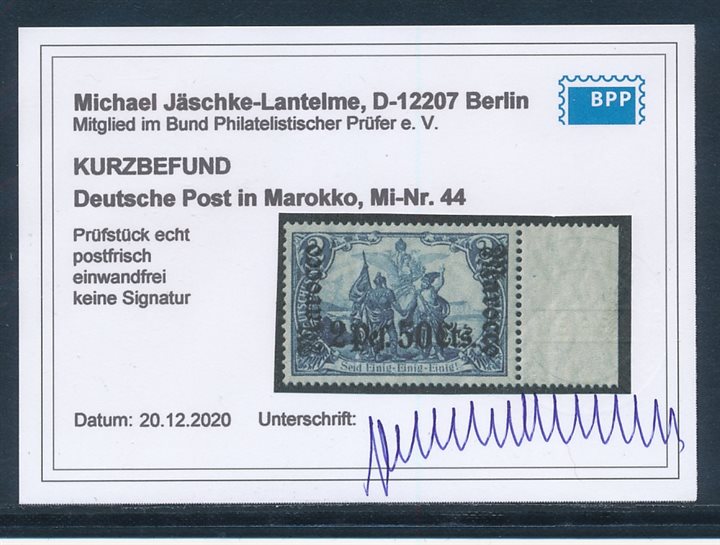 Michael Jäschke-Lantelme, D-12207 Berlin
Mitglied im Bund Philatelistischer Prüfer e. V.
BPP
KURZBEFUND
Deutsche Post in Marokko, Mi-Nr. 44
Prüfstück echt
postfrisch
einwandfrei
keine Signatur
Marocco
Marocco
2 Pes. 50 Cts.
Seid Einig-Einig-Einig!
Datum: 20.12.2020
Unterschrift: